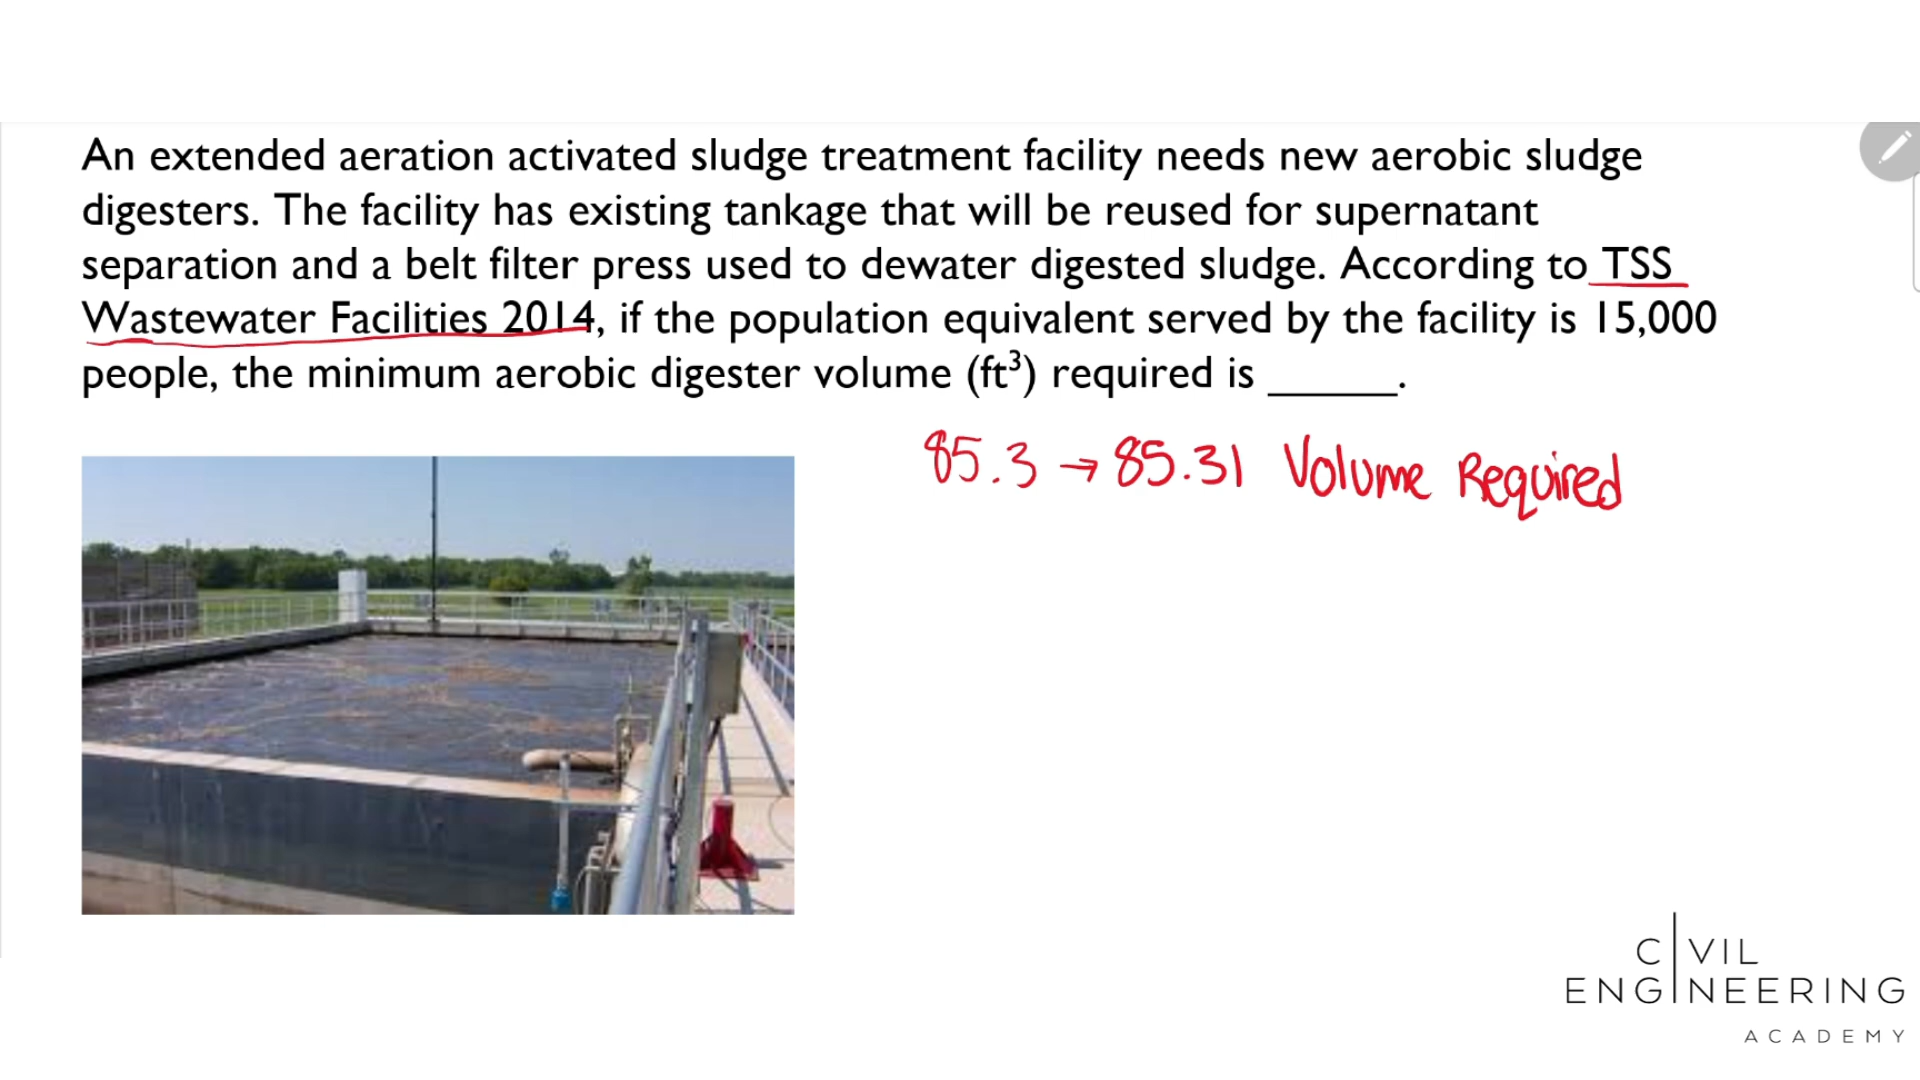 An extended aeration activated sludge treatment facility needs new aerobic sludge
digesters. The facility has existing tankage that will be reused for supernatant
separation and a belt filter press used to dewater digested sludge. According to TSS
Wastewater Facilities 2014, if the population equivalent served by the facility is 15,000
people, the minimum aerobic digester volume (ft³) required is ______.
85.3 → 85.31 Volume Required
CIVIL
ENGINEERING
ACADEMY